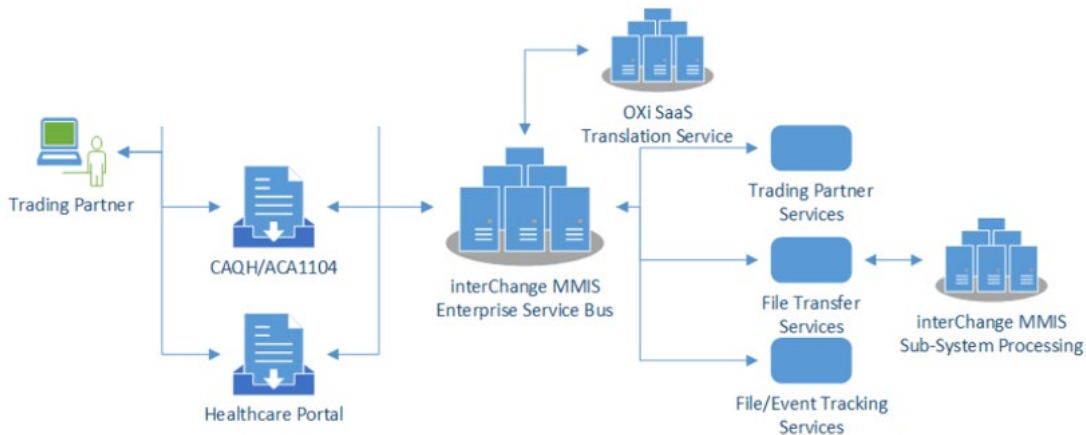 OXi SaaS
Translation Service
Trading Partner
CAQH/ACA1104
interChange MMIS
Enterprise Service Bus
Trading Partner
Services
File Transfer
Services
interChange MMIS
Sub-System Processing
Healthcare Portal
File/Event Tracking
Services